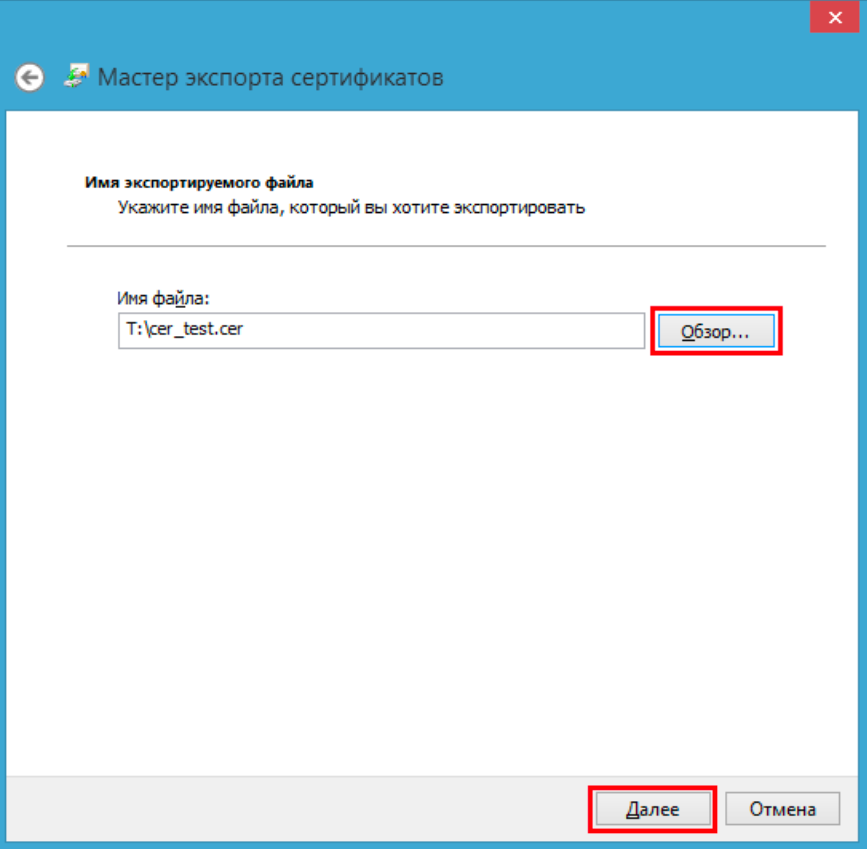 Мастер экспорта сертификатов
Имя экспортируемого файла
Укажите имя файла, который вы хотите экспортировать
Имя файла:
T:\cer_test.cer
Обзор...
Далее
Отмена